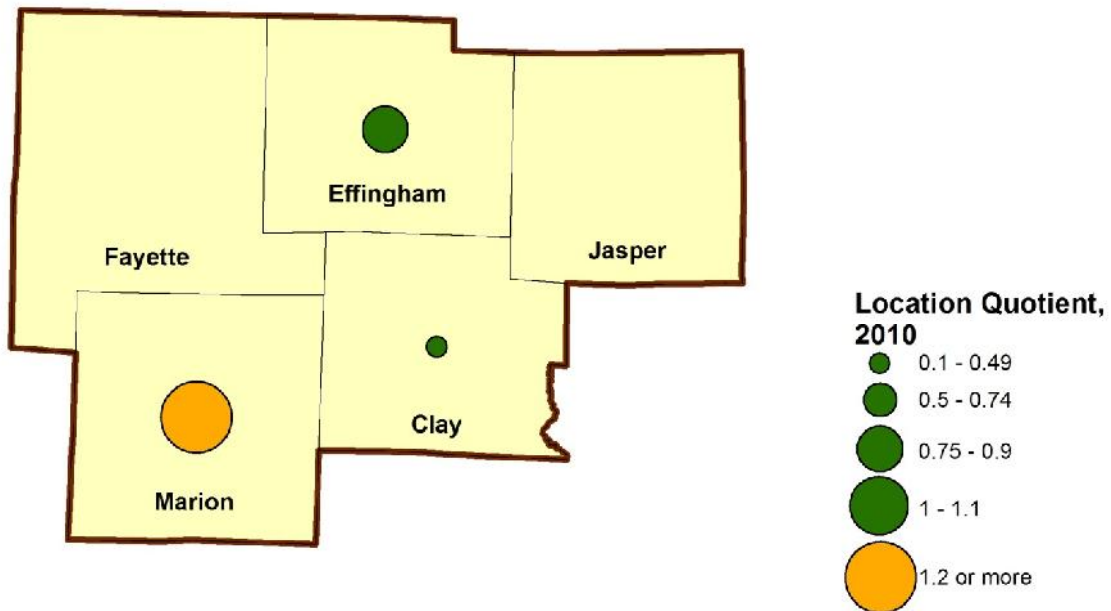 Effingham
Jasper
Fayette
Clay
Marion
Location Quotient,
2010
0.1 - 0.49
0.5 - 0.74
0.75 - 0.9
1 - 1.1
1.2 or more